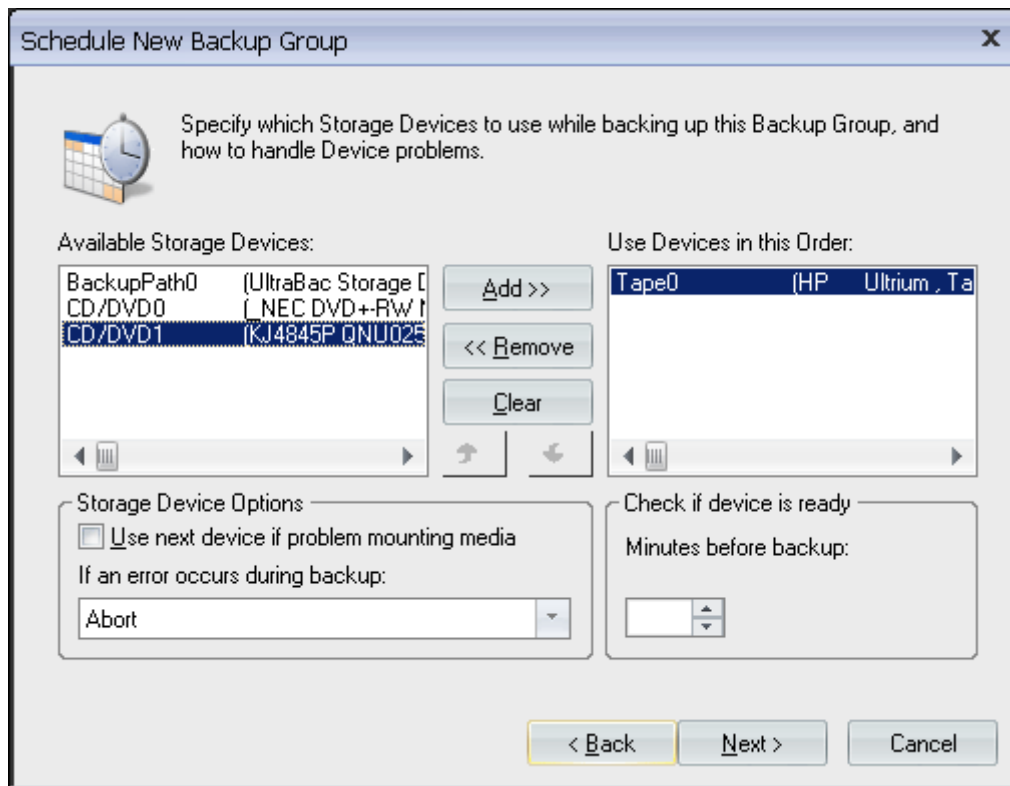 Schedule New Backup Group
Specify which Storage Devices to use while backing up this Backup Group, and
how to handle Device problems.
Available Storage Devices:
BackupPath0 (UltraBac Storage D
CD/DVD0 (_NEC DVD+-RW N
CD/DVD1 (KJ4845P QNU025
Add >>
<< Remove
Clear
Use Devices in this Order:
Tape0 (HP Ultrium , Ta
Storage Device Options
Use next device if problem mounting media
If an error occurs during backup:
Abort
Check if device is ready
Minutes before backup:
< Back
Next >
Cancel